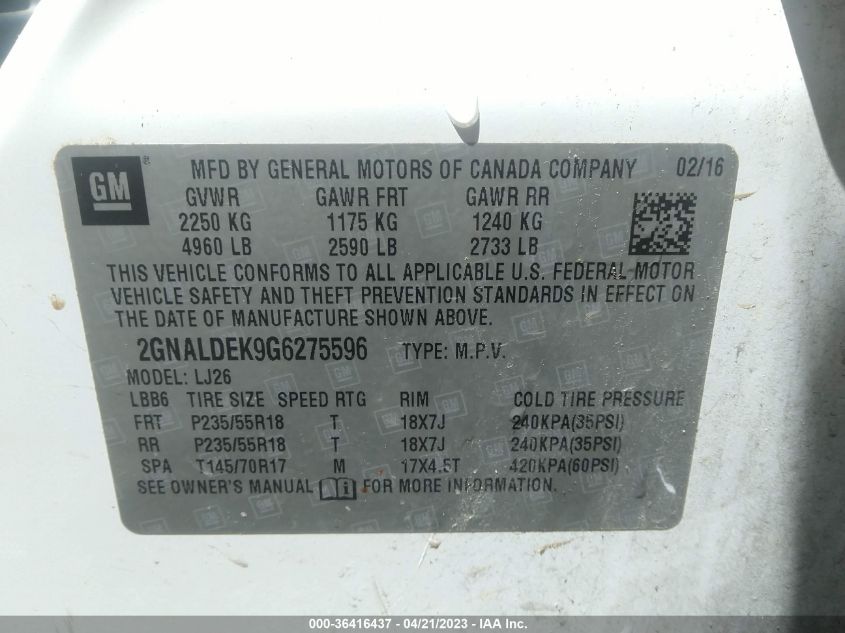 GM ® MFD BY GENERAL MOTORS OF CANADA COMPANY 02/16
GVWR GAWR FRT GAWR RR
2250 KG 1175 KG 1240 KG
4960 LB 2590 LB 2733 LB
THIS VEHICLE CONFORMS TO ALL APPLICABLE U.S. FEDERAL MOTOR
VEHICLE SAFETY AND THEFT PREVENTION STANDARDS IN EFFECT ON
THE DATE OF MANUFACTURE SHOWN ABOVE.
2GNALDEK9G6275596 TYPE: M.P.V.
MODEL: LJ26
LBB6 TIRE SIZE SPEED RTG RIM COLD TIRE PRESSURE
FRT P235/55R18 T 18X7J 240KPA(35PSI)
RR P235/55R18 T 18X7J 240KPA(35PSI)
SPA T145/70R17 M 17X4.5T 420KPA(60PSI)
SEE OWNER'S MANUAL FOR MORE INFORMATION.
000-36416437 - 04/21/2023 - IAA Inc.